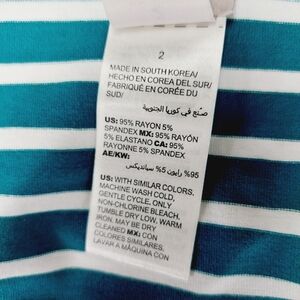 2
MADE IN SOUTH KOREA/
HECHO EN COREA DEL SUR/
FABRIQUÉ EN CORÉE DU
SUD/
صنع في كوريا الجنوبية
US: 95% RAYON 5%
SPANDEX MX: 95% RAYON
5% ELASTANO CA: 95%
RAYONNE 5% SPANDEX
AE/KW:
95% رايون 5% سباندیکس
US: WITH SIMILAR COLORS,
MACHINE WASH COLD,
GENTLE CYCLE, ONLY
NON-CHLORINE BLEACH,
TUMBLE DRY LOW, WARM
IRON, MAY BE DRY
CLEANED MX: CON
COLORES SIMILARES,
LAVAR A MÁQUINA CON